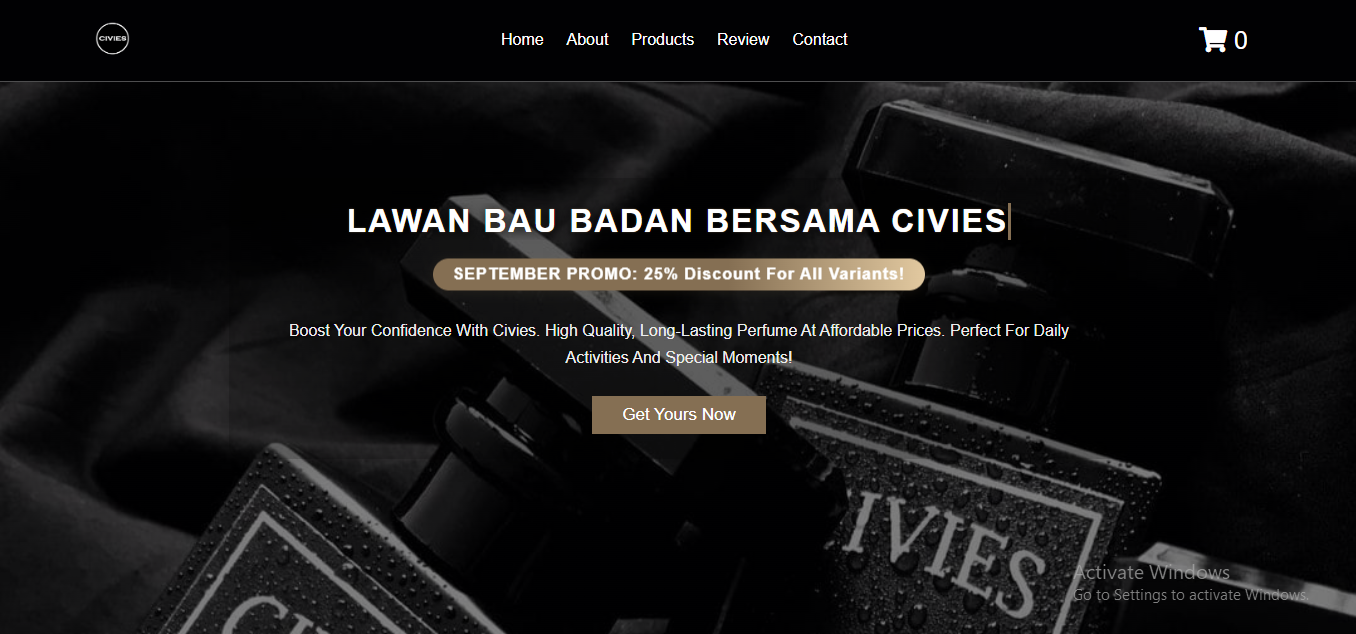 CIVIES
Home About Products Review Contact
0
LAWAN BAU BADAN BERSAMA CIVIES
SEPTEMBER PROMO: 25% Discount For All Variants!
Boost Your Confidence With Civies. High Quality, Long-Lasting Perfume At Affordable Prices. Perfect For Daily
Activities And Special Moments!
Get Yours Now
IVIES
CIVI
Activate Windows
Go to Settings to activate Windows.